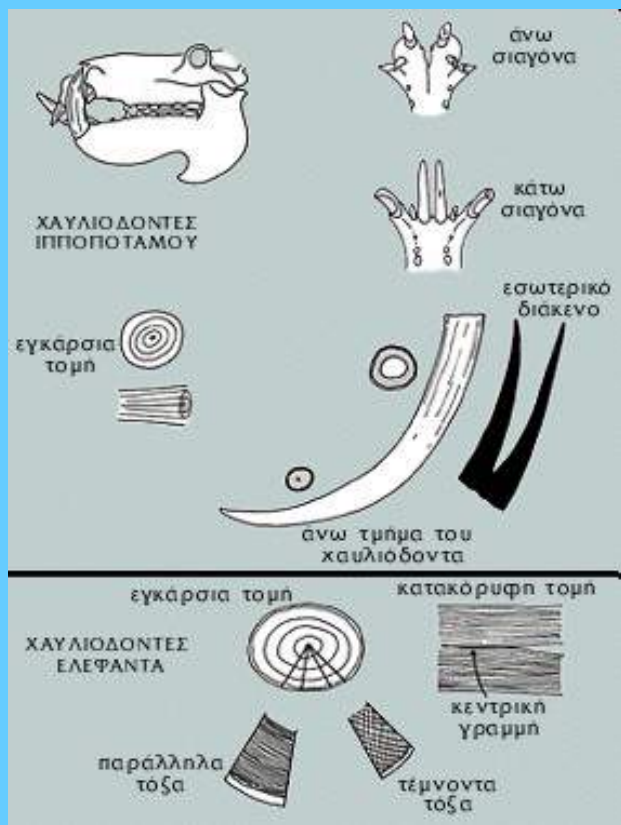 άνω
σιαγόνα
κάτω
σιαγόνα
ΧΑΥΛΙΟΔΟΝΤΕΣ
ΙΠΠΟΠΟΤΑΜΟΥ
εσωτερικό
διάκενο
εγκάρσια
τομή
άνω τμήμα του
χαυλιόδοντα
εγκάρσια τομή
κατακόρυφη τομή
ΧΑΥΛΙΟΔΟΝΤΕΣ
ΕΛΕΦΑΝΤΑ
κεντρική
γραμμή
παράλληλα
τόξα
τέμνοντα
τόξα